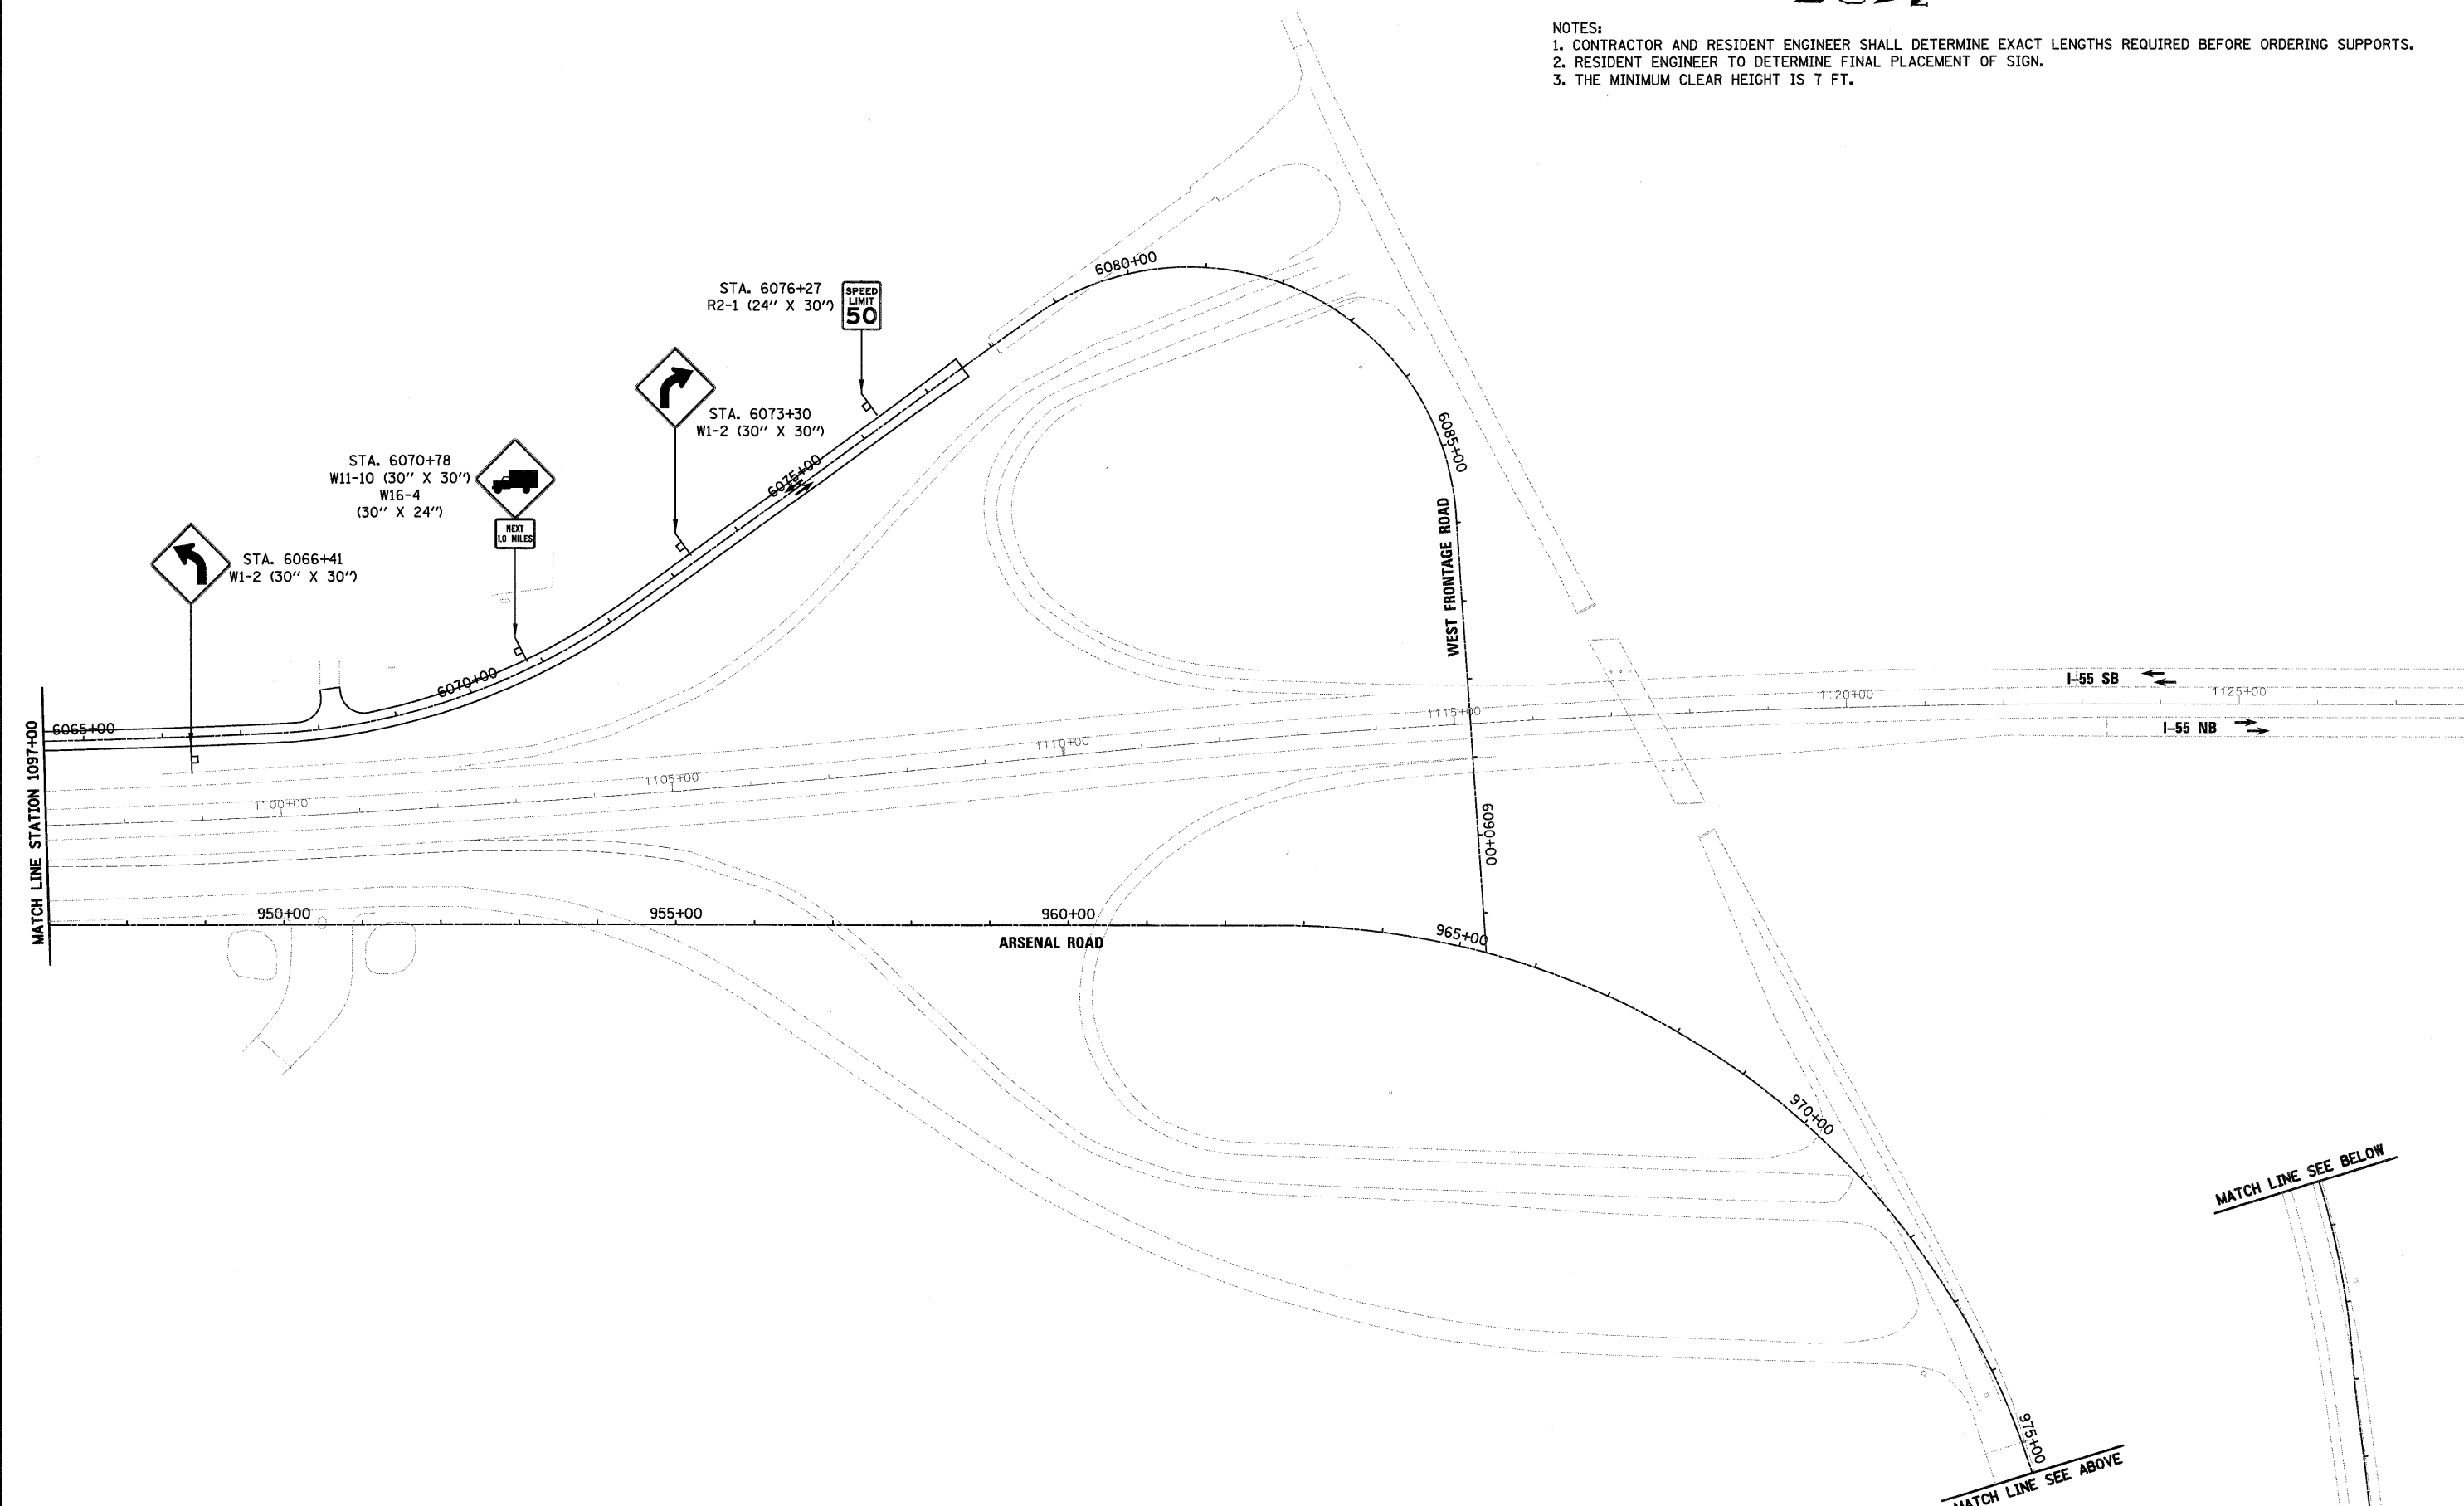 NOTES:
1. CONTRACTOR AND RESIDENT ENGINEER SHALL DETERMINE EXACT LENGTHS REQUIRED BEFORE ORDERING SUPPORTS.
2. RESIDENT ENGINEER TO DETERMINE FINAL PLACEMENT OF SIGN.
3. THE MINIMUM CLEAR HEIGHT IS 7 FT.
6080+00
STA. 6076+27
R2-1 (24" X 30")
SPEED
LIMIT
50
STA. 6073+30
W1-2 (30" X 30")
6085+00
STA. 6070+78
W11-10 (30" X 30")
W16-4
(30" X 24")
NEXT
1.0 MILES
6075+00
STA. 6066+41
W1-2 (30" X 30")
WEST FRONTAGE ROAD
6070+00
6065+00
I-55 SB
I-55 NB
1100+00
1105+00
1110+00
1115+00
1120+00
1125+00
MATCH LINE STATION 1097+00
6090+00
950+00
955+00
960+00
965+00
ARSENAL ROAD
970+00
975+00
MATCH LINE SEE BELOW
MATCH LINE SEE ABOVE